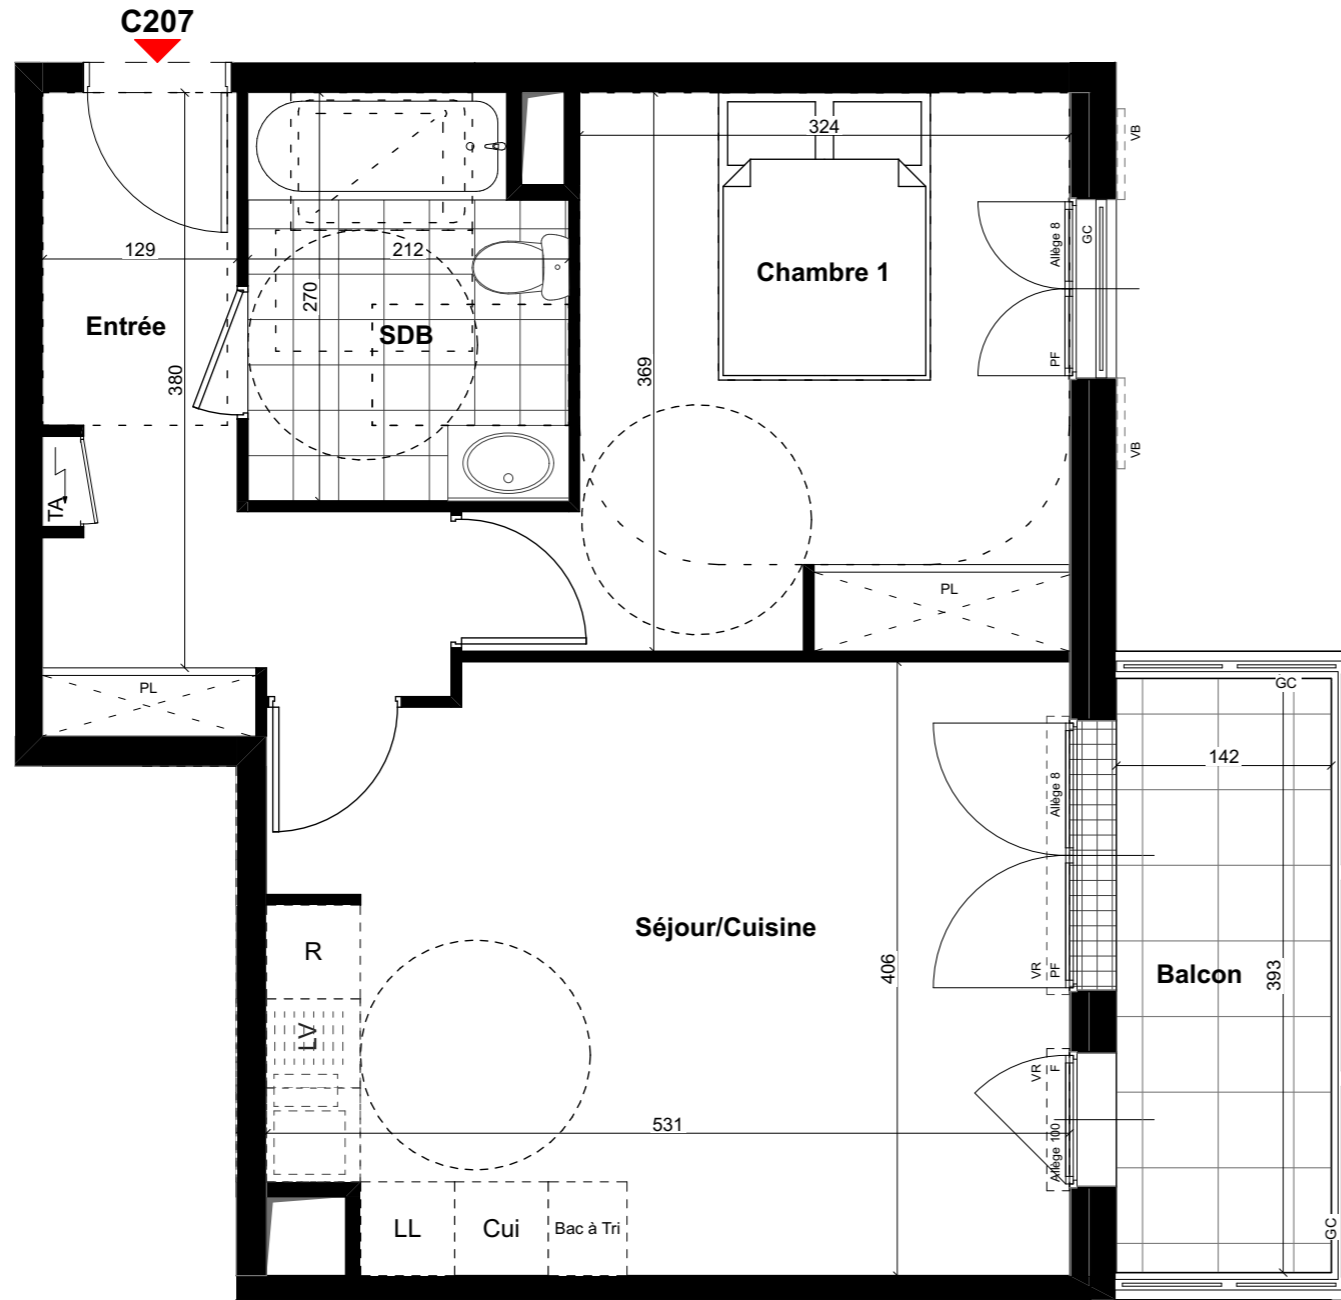 C207
VB
324
GC
Allège 8
129
212
Chambre 1
270
Entrée
SDB
PF
380
369
VB
TA
PL
PL
GC
142
Allège 8
Séjour/Cuisine
R
406
VR
PF
Balcon
393
LV
VR
F
531
Allège 100
LL
Cui
Bac à Tri
GC